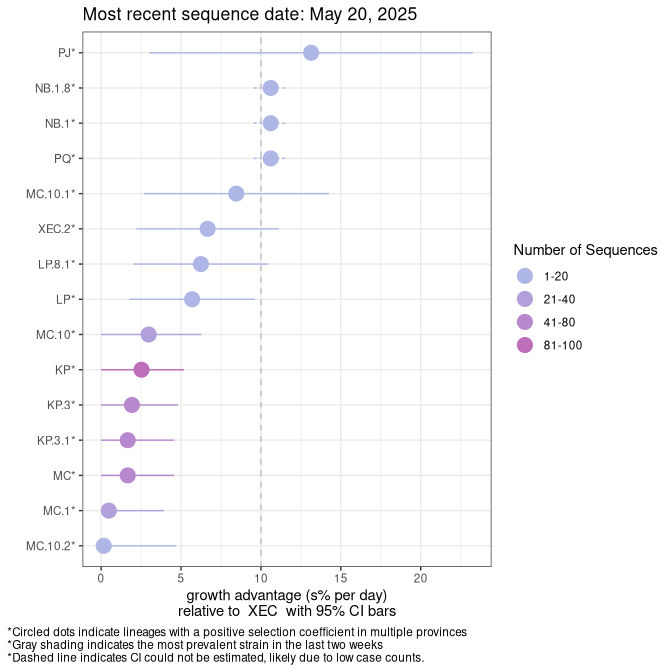 Most recent sequence date: May 20, 2025
PJ*
NB.1.8*
NB.1*
PQ*
MC.10.1*
XEC.2*
LP.8.1*
LP*
MC.10*
KP*
KP.3*
KP.3.1*
MC*
MC.1*
MC.10.2*
0 5 10 15 20
growth advantage (s% per day)
relative to XEC with 95% CI bars
Number of Sequences
1-20
21-40
41-80
81-100
*Circled dots indicate lineages with a positive selection coefficient in multiple provinces
*Gray shading indicates the most prevalent strain in the last two weeks
*Dashed line indicates CI could not be estimated, likely due to low case counts.